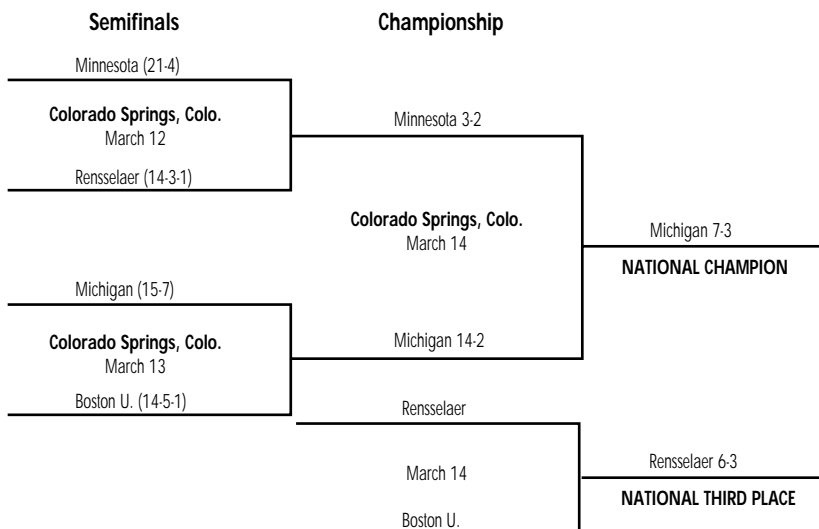 Semifinals
Championship
Minnesota (21-4)
Colorado Springs, Colo.
March 12
Rensselaer (14-3-1)
Minnesota 3-2
Colorado Springs, Colo.
March 14
Michigan 7-3
NATIONAL CHAMPION
Michigan (15-7)
Colorado Springs, Colo.
March 13
Boston U. (14-5-1)
Michigan 14-2
Rensselaer
March 14
Boston U.
Rensselaer 6-3
NATIONAL THIRD PLACE